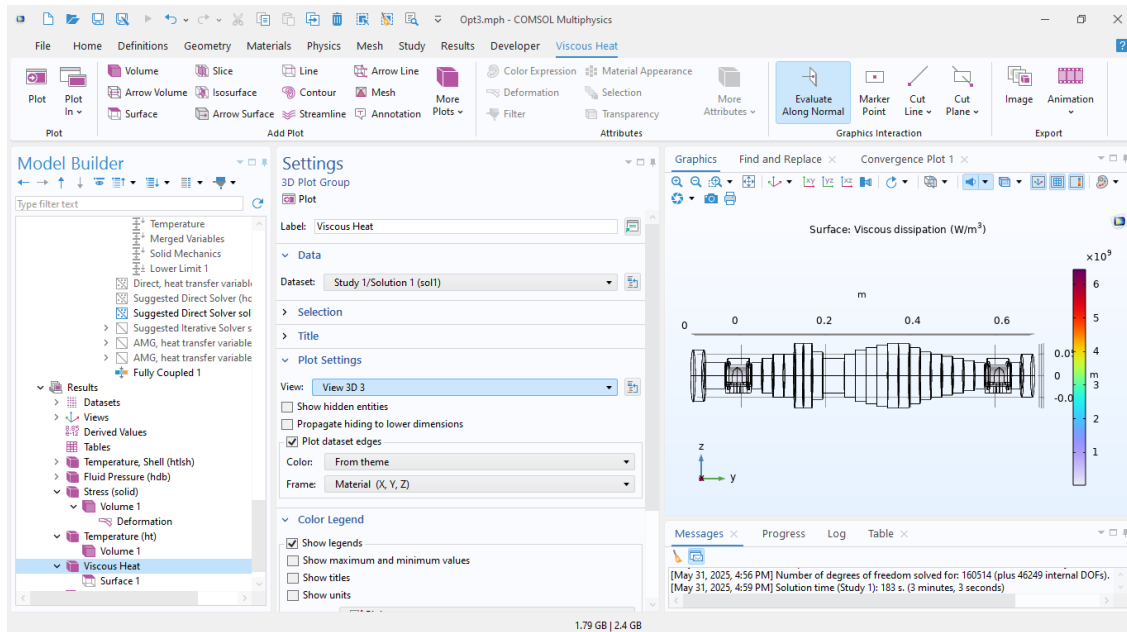 Opt3.mph - COMSOL Multiphysics
File Home Definitions Geometry Materials Physics Mesh Study Results Developer Viscous Heat
?
Plot
Plot In
Volume
Arrow Volume
Surface
Slice
Isosurface
Arrow Surface
Line
Contour
Streamline
Arrow Line
Mesh
Annotation
More Plots
Color Expression
Deformation
Filter
Material Appearance
Selection
Transparency
More Attributes
Evaluate Along Normal
Marker Point
Cut Line
Cut Plane
Image
Animation
Plot
Add Plot
Attributes
Graphics Interaction
Export
Model Builder
Type filter text
Temperature
Merged Variables
Solid Mechanics
Lower Limit 1
Direct, heat transfer variable
Suggested Direct Solver (hc
Suggested Direct Solver sol
Suggested Iterative Solver s
AMG, heat transfer variable
AMG, heat transfer variable
Fully Coupled 1
Results
Datasets
Views
8.85
e-12
Derived Values
Tables
Temperature, Shell (htlsh)
Fluid Pressure (hdb)
Stress (solid)
Volume 1
Deformation
Temperature (ht)
Volume 1
Viscous Heat
Surface 1
Settings
3D Plot Group
Plot
Label: Viscous Heat
Data
Dataset: Study 1/Solution 1 (sol1)
Selection
Title
Plot Settings
View: View 3D 3
Show hidden entities
Propagate hiding to lower dimensions
Plot dataset edges
Color: From theme
Frame: Material (X, Y, Z)
Color Legend
Show legends
Show maximum and minimum values
Show titles
Show units
Graphics Find and Replace Convergence Plot 1
xy yz xz
Surface: Viscous dissipation (W/m³)
×10⁹
m
0 0 0.2 0.4 0.6
0.0
0 m
-0.0
6
5
4
3
2
1
z
y
Messages Progress Log Table
[May 31, 2025, 4:56 PM] Number of degrees of freedom solved for: 160514 (plus 46249 internal DOFs).
[May 31, 2025, 4:59 PM] Solution time (Study 1): 183 s. (3 minutes, 3 seconds)
1.79 GB | 2.4 GB